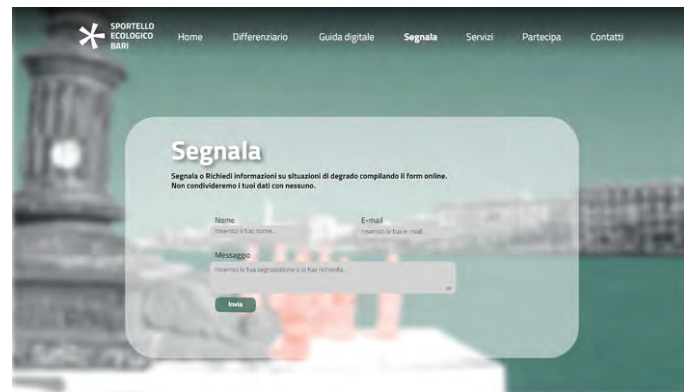 SPORTELLO
ECOLOGICO
BARI
Home Differenziario Guida digitale Segnala Servizi Partecipa Contatti
Segnala
Segnala o Richiedi informazioni su situazioni di degrado compilando il form online.
Non condivideremo i tuoi dati con nessuno.
Nome E-mail
Inserisci il tuo nome... Inserisci la tua e-mail...
Messaggio
Inserisci la tua segnalazione o la tua richiesta...
Invia